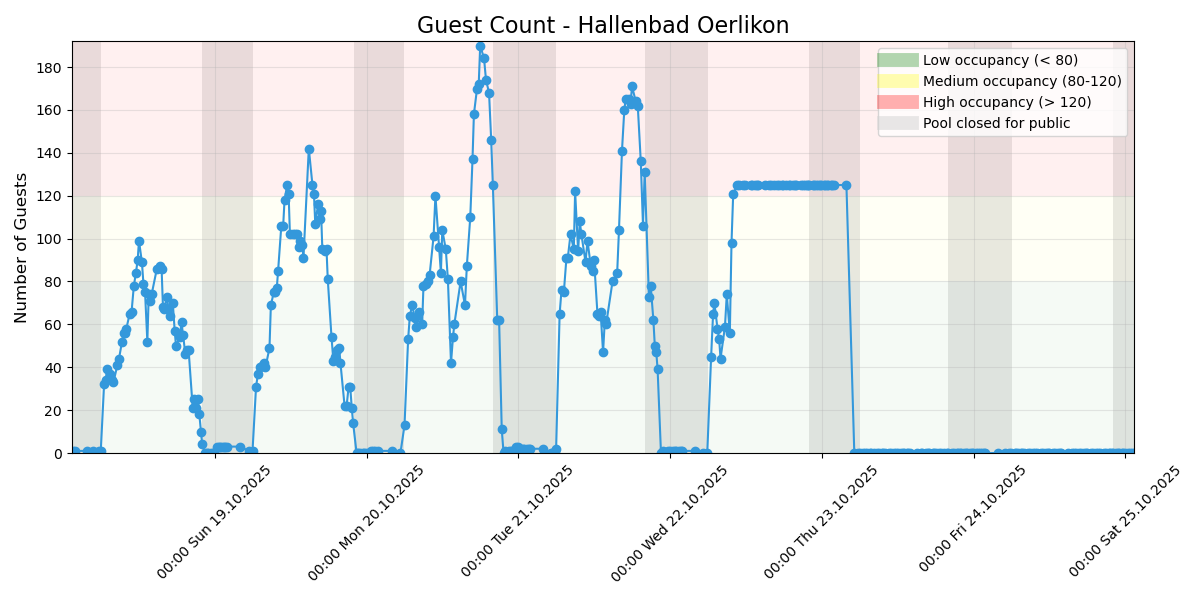 Guest Count - Hallenbad Oerlikon
Number of Guests
180
160
140
120
100
80
60
40
20
0
Low occupancy (< 80)
Medium occupancy (80-120)
High occupancy (> 120)
Pool closed for public
00:00 Sun 19.10.2025
00:00 Mon 20.10.2025
00:00 Tue 21.10.2025
00:00 Wed 22.10.2025
00:00 Thu 23.10.2025
00:00 Fri 24.10.2025
00:00 Sat 25.10.2025